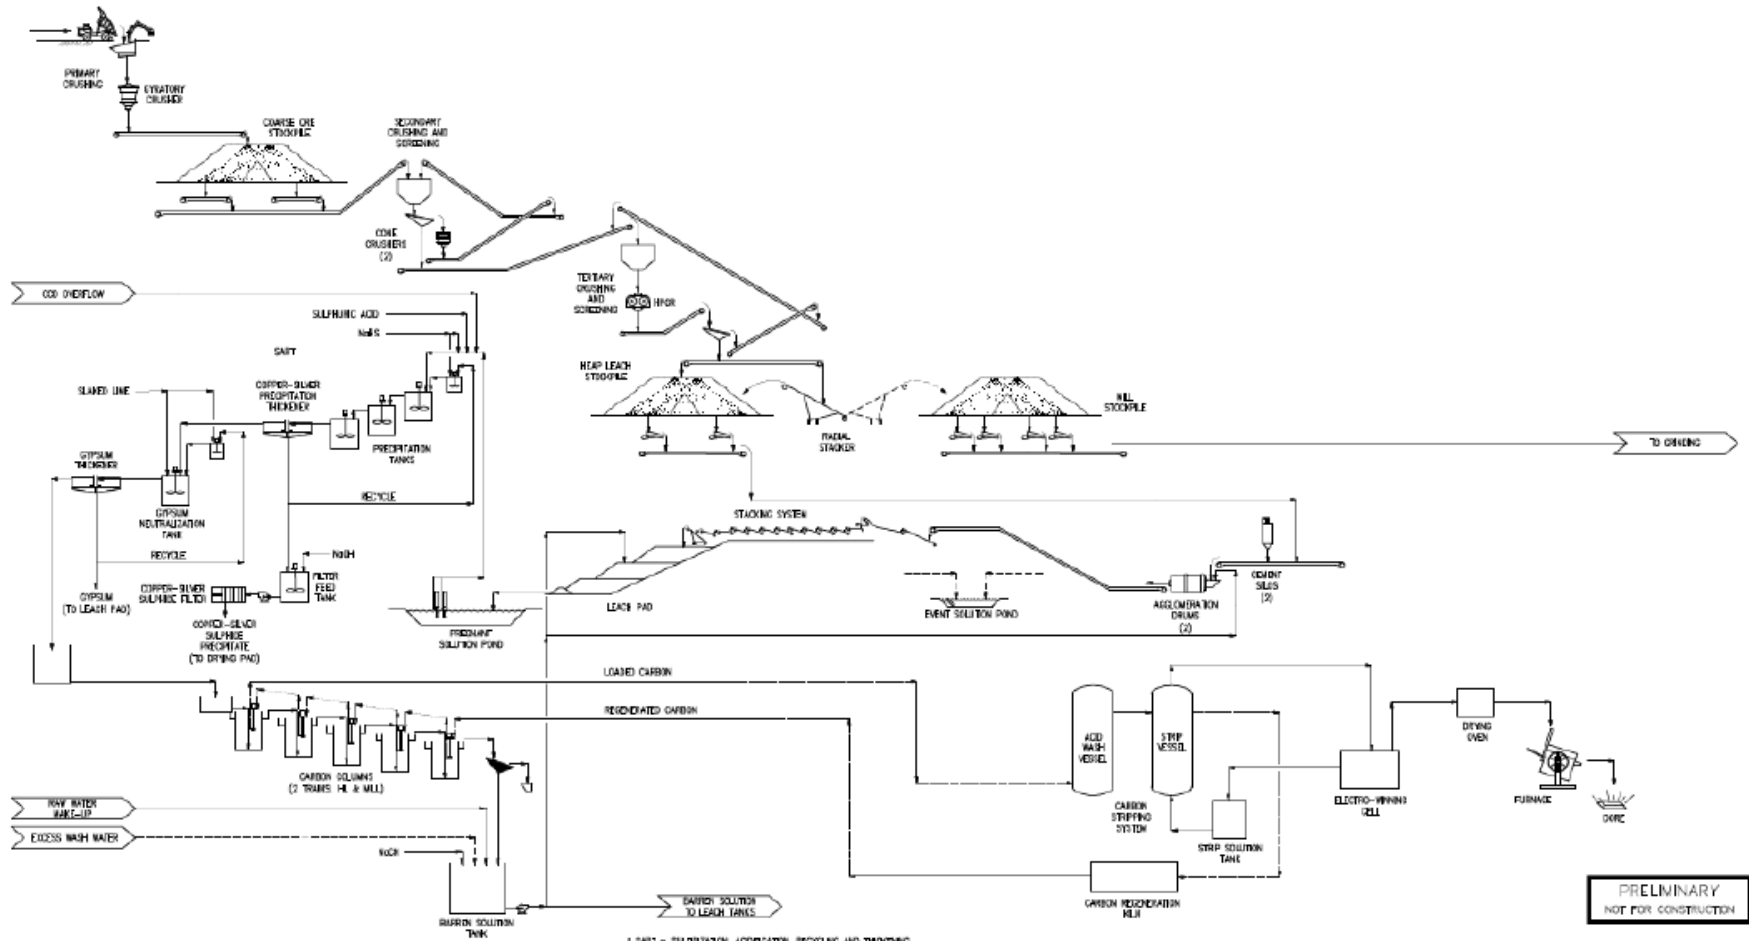 PRIMARY
CRUSHING
GYRATORY
CRUSHER
COARSE ORE
STOCKPILE
SECONDARY
CRUSHING AND
SCREENING
CONE
CRUSHERS
(2)
TERTIARY
CRUSHING
AND
SCREENING
HPGR
CCD OVERFLOW
SULPHURIC ACID
NaHS
SART
SLAKED LIME
COPPER-SILVER
PRECIPITATION
THICKENER
PRECIPITATION
TANKS
HEAP LEACH
STOCKPILE
RADIAL
STACKER
MILL
STOCKPILE
TO GRINDING
GYPSUM
THICKENER
GYPSUM
NEUTRALIZATION
TANK
RECYCLE
RECYCLE
NaOH
FILTER
FEED
TANK
GYPSUM
(TO LEACH PAD)
COPPER-SILVER
SULPHIDE FILTER
COPPER-SILVER
SULPHIDE
PRECIPITATE
(TO DRYING PAD)
STACKING SYSTEM
LEACH PAD
PREGNANT
SOLUTION POND
EVENT SOLUTION POND
AGGLOMERATION
DRUMS
(2)
CEMENT
SILOS
(2)
LOADED CARBON
REGENERATED CARBON
CARBON COLUMNS
(2 TRAINS: HL & MILL)
ACID
WASH
VESSEL
STRIP
VESSEL
CARBON
STRIPPING
SYSTEM
STRIP SOLUTION
TANK
ELECTRO-WINNING
CELL
DRYING
OVEN
FURNACE
DORE
RAW WATER
MAKE-UP
EXCESS WASH WATER
NaCN
BARREN SOLUTION
TANK
BARREN SOLUTION
TO LEACH TANKS
CARBON REGENERATION
KILN
PRELIMINARY
NOT FOR CONSTRUCTION